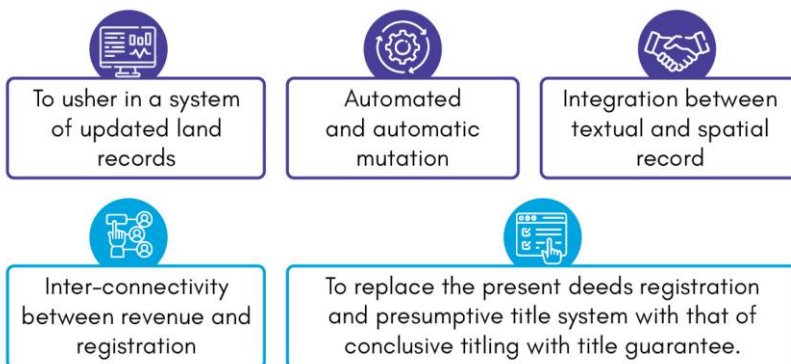 To usher in a system
of updated land
records
Automated
and automatic
mutation
Integration between
textual and spatial
record
Inter-connectivity
between revenue and
registration
To replace the present deeds registration
and presumptive title system with that of
conclusive titling with title guarantee.